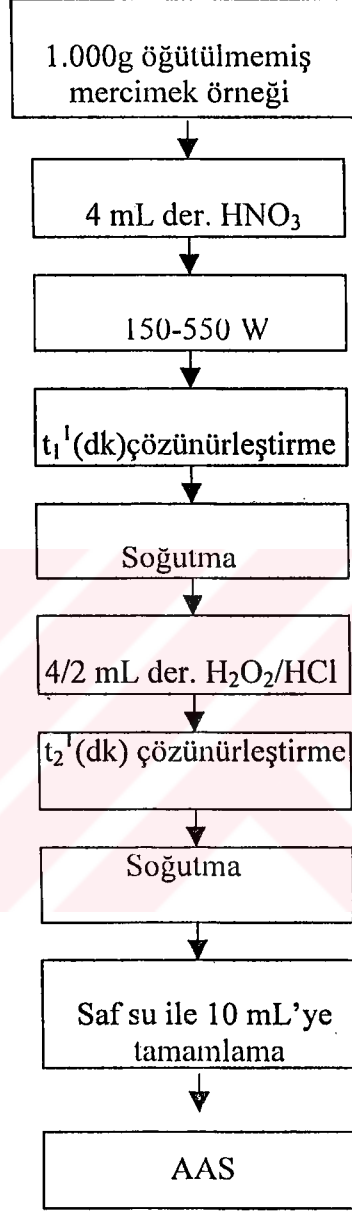 1.000g öğütülmemiş
mercimek örneği
4 mL der. HNO₃
150-550 W
t₁ᴵ(dk)çözünürleştirme
Soğutma
4/2 mL der. H₂O₂/HCl
t₂ᴵ(dk) çözünürleştirme
Soğutma
Saf su ile 10 mL’ye
tamamlama
AAS